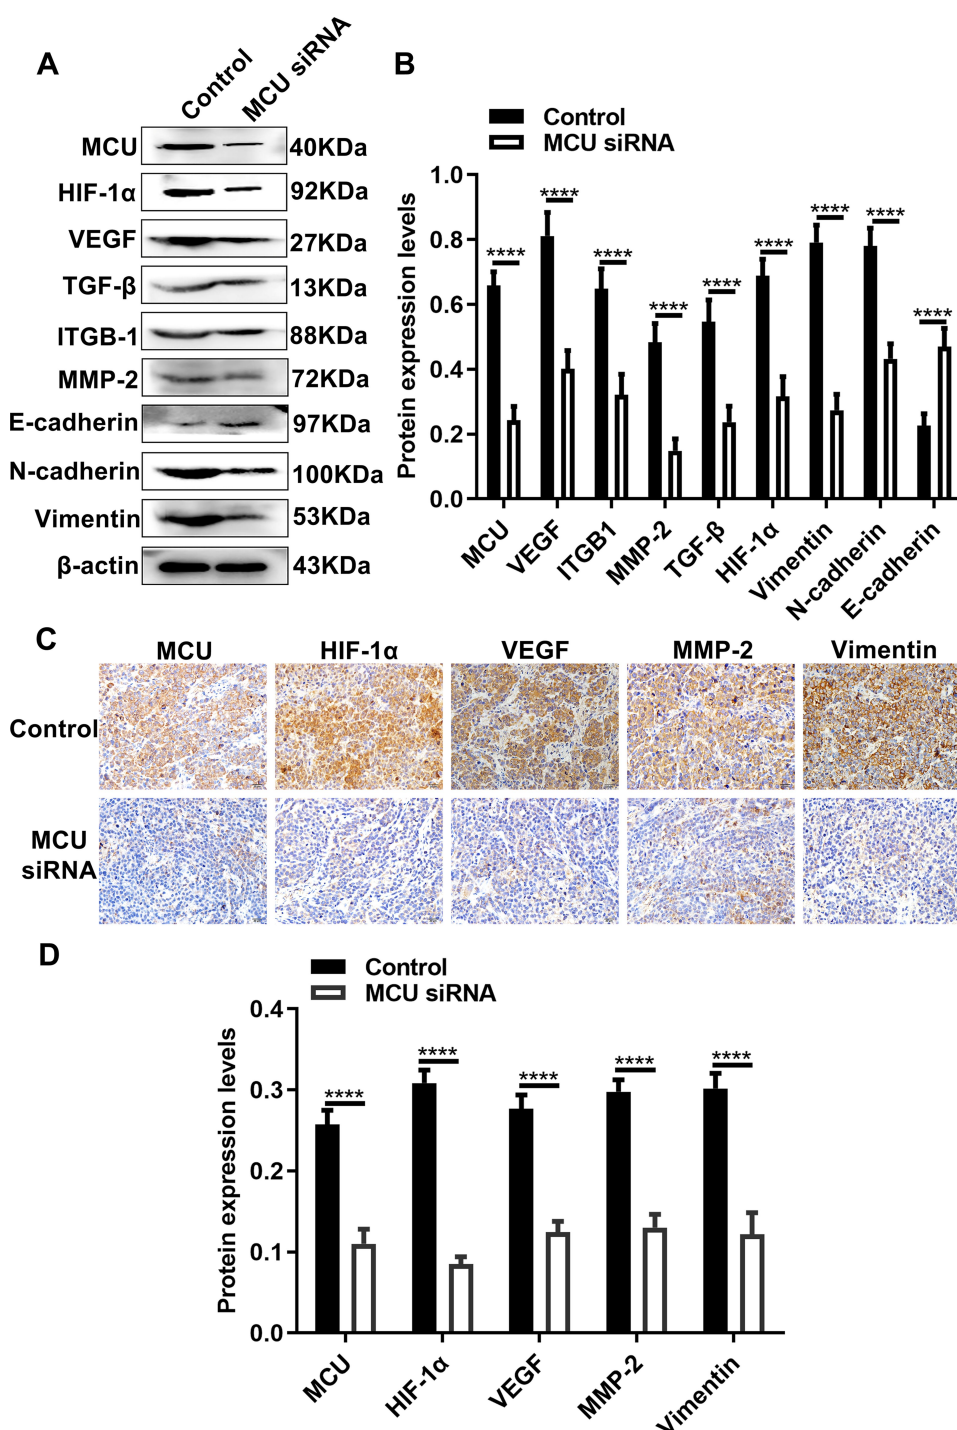 A
Control
MCU siRNA
MCU
40KDa
HIF-1α
92KDa
VEGF
27KDa
TGF-β
13KDa
ITGB-1
88KDa
MMP-2
72KDa
E-cadherin
97KDa
N-cadherin
100KDa
Vimentin
53KDa
β-actin
43KDa
B
Control
MCU siRNA
Protein expression levels
1.0
0.8
0.6
0.4
0.2
0.0
****
****
****
****
****
****
****
****
****
MCU
VEGF
ITGB1
MMP-2
TGF-β
HIF-1α
Vimentin
N-cadherin
E-cadherin
C
MCU
HIF-1α
VEGF
MMP-2
Vimentin
Control
MCU
siRNA
D
Control
MCU siRNA
Protein expression levels
0.4
0.3
0.2
0.1
0.0
****
****
****
****
****
MCU
HIF-1α
VEGF
MMP-2
Vimentin